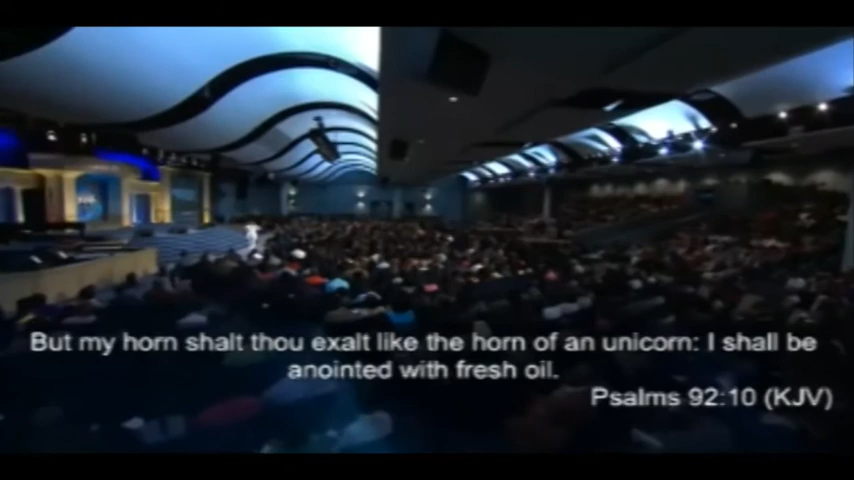 But my horn shalt thou exalt like the horn of an unicorn: I shall be
anointed with fresh oil.
Psalms 92:10 (KJV)